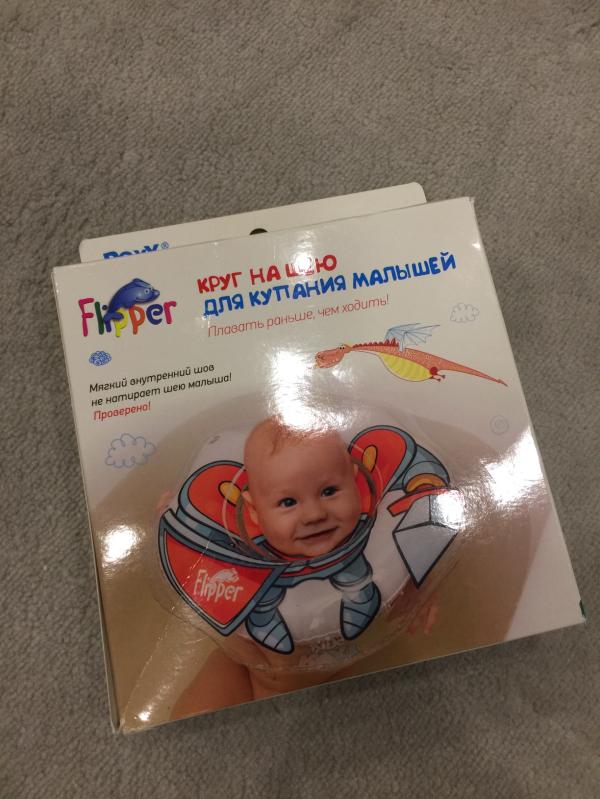 Roxy®
Flipper
КРУГ НА ШЕЮ
ДЛЯ КУПАНИЯ МАЛЫШЕЙ
Плавать раньше, чем ходить!
Мягкий внутренний шов
не натирает шею малыша!
Проверено!
Flipper